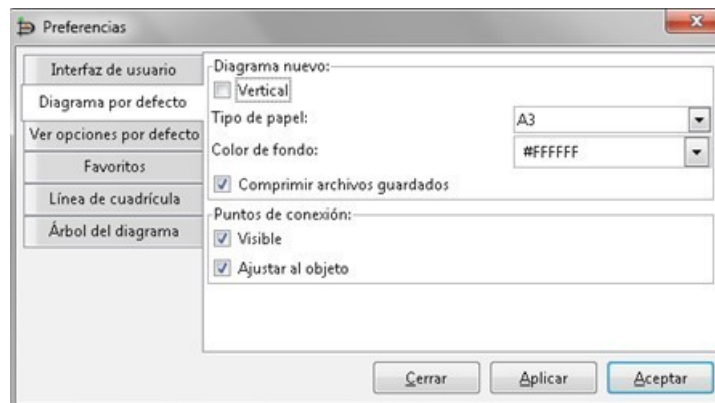 Preferencias
Interfaz de usuario
Diagrama por defecto
Ver opciones por defecto
Favoritos
Línea de cuadrícula
Árbol del diagrama
Diagrama nuevo:
Vertical
Tipo de papel:
A3
Color de fondo:
#FFFFFF
Comprimir archivos guardados
Puntos de conexión:
Visible
Ajustar al objeto
Cerrar
Aplicar
Aceptar